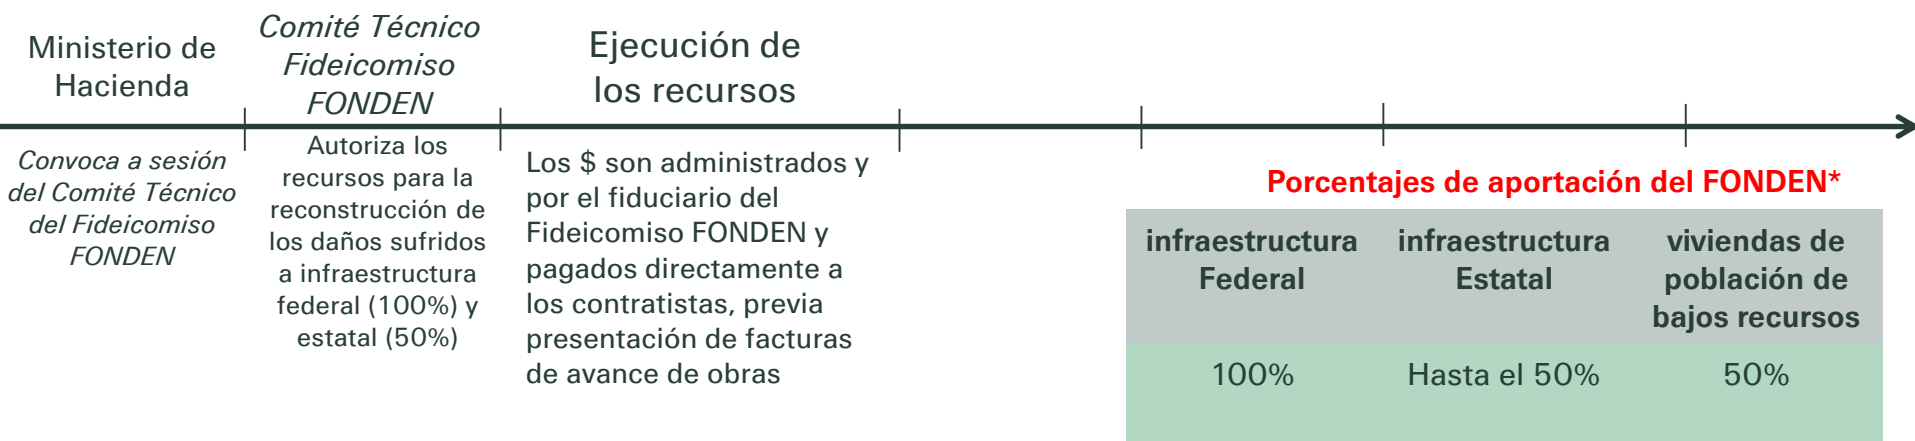 Ministerio de
Hacienda
Comité Técnico
Fideicomiso
FONDEN
Ejecución de
los recursos
Convoca a sesión
del Comité Técnico
del Fideicomiso
FONDEN
Autoriza los
recursos para la
reconstrucción de
los daños sufridos
a infraestructura
federal (100%) y
estatal (50%)
Los $ son administrados y
por el fiduciario del
Fideicomiso FONDEN y
pagados directamente a
los contratistas, previa
presentación de facturas
de avance de obras
Porcentajes de aportación del FONDEN*
infraestructura
Federal
infraestructura
Estatal
viviendas de
población de
bajos recursos
100%
Hasta el 50%
50%